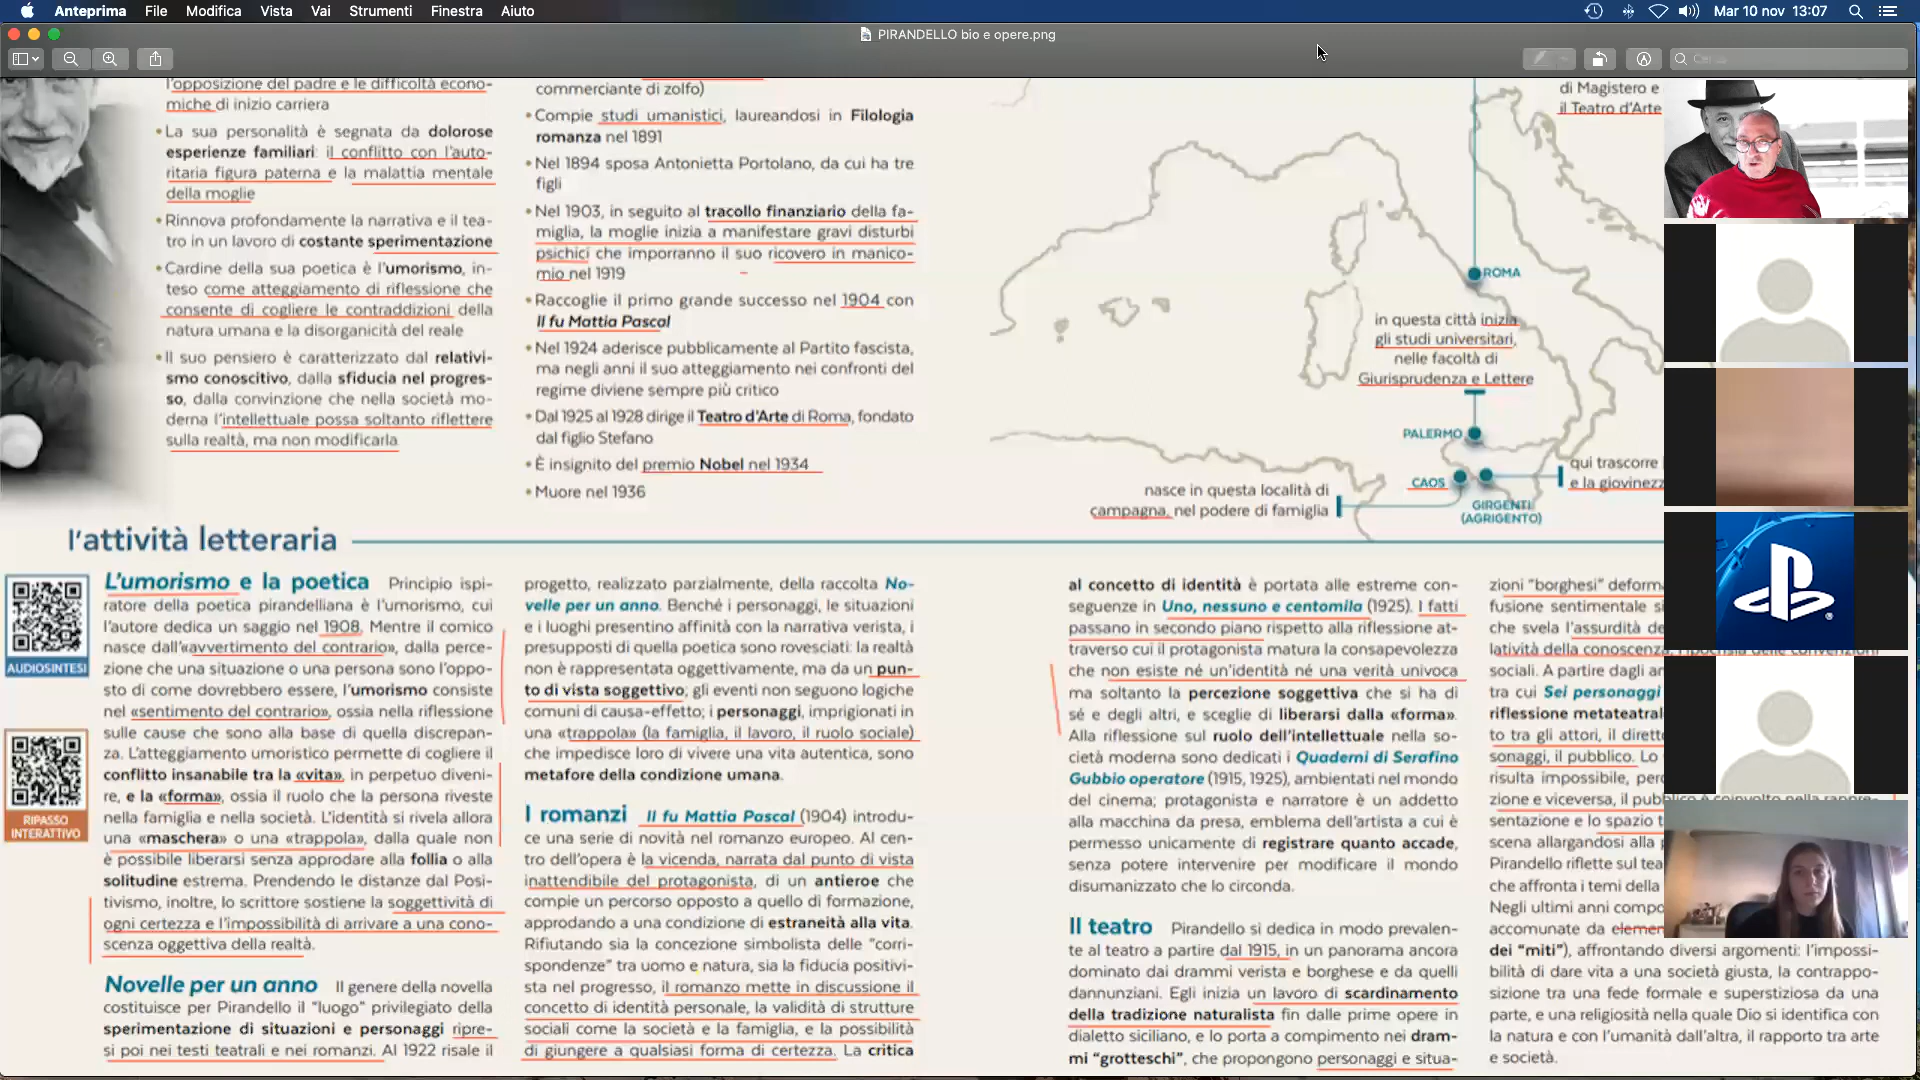 Anteprima File Modifica Vista Vai Strumenti Finestra Aiuto
Mar 10 nov 13:07
PIRANDELLO bio e opere.png
l'opposizione del padre e le difficoltà econo-
miche di inizio carriera
• La sua personalità è segnata da dolorose
esperienze familiari: il conflitto con l'auto-
ritaria figura paterna e la malattia mentale
della moglie
• Rinnova profondamente la narrativa e il tea-
tro in un lavoro di costante sperimentazione
• Cardine della sua poetica è l'umorismo, in-
teso come atteggiamento di riflessione che
consente di cogliere le contraddizioni della
natura umana e la disorganicità del reale
• Il suo pensiero è caratterizzato dal relativi-
smo conoscitivo, dalla sfiducia nel progres-
so, dalla convinzione che nella società mo-
derna l'intellettuale possa soltanto riflettere
sulla realtà, ma non modificarla
commerciante di zolfo)
• Compie studi umanistici, laureandosi in Filologia
romanza nel 1891
• Nel 1894 sposa Antonietta Portolano, da cui ha tre
figli
• Nel 1903, in seguito al tracollo finanziario della fa-
miglia, la moglie inizia a manifestare gravi disturbi
psichici che imporranno il suo ricovero in manico-
mio nel 1919
• Raccoglie il primo grande successo nel 1904 con
Il fu Mattia Pascal
• Nel 1924 aderisce pubblicamente al Partito fascista,
ma negli anni il suo atteggiamento nei confronti del
regime diviene sempre più critico
• Dal 1925 al 1928 dirige il Teatro d'Arte di Roma, fondato
dal figlio Stefano
• È insignito del premio Nobel nel 1934
• Muore nel 1936
di Magistero e
il Teatro d'Arte
ROMA
in questa città inizia
gli studi universitari,
nelle facoltà di
Giurisprudenza e Lettere
PALERMO
CAOS
GIRGENTI
(AGRIGENTO)
qui trascorre
e la giovinezz
nasce in questa località di
campagna, nel podere di famiglia
l'attività letteraria
AUDIOSINTESI
RIPASSO
INTERATTIVO
L'umorismo e la poetica Principio ispi-
ratore della poetica pirandelliana è l'umorismo, cui
l'autore dedica un saggio nel 1908. Mentre il comico
nasce dall'«avvertimento del contrario», dalla perce-
zione che una situazione o una persona sono l'oppo-
sto di come dovrebbero essere, l'umorismo consiste
nel «sentimento del contrario», ossia nella riflessione
sulle cause che sono alla base di quella discrepan-
za. L'atteggiamento umoristico permette di cogliere il
conflitto insanabile tra la «vita», in perpetuo diveni-
re, e la «forma», ossia il ruolo che la persona riveste
nella famiglia e nella società. L'identità si rivela allora
una «maschera» o una «trappola», dalla quale non
è possibile liberarsi senza approdare alla follia o alla
solitudine estrema. Prendendo le distanze dal Posi-
tivismo, inoltre, lo scrittore sostiene la soggettività di
ogni certezza e l'impossibilità di arrivare a una cono-
scenza oggettiva della realtà.
Novelle per un anno Il genere della novella
costituisce per Pirandello il "luogo" privilegiato della
sperimentazione di situazioni e personaggi ripre-
si poi nei testi teatrali e nei romanzi. Al 1922 risale il
progetto, realizzato parzialmente, della raccolta No-
velle per un anno. Benché i personaggi, le situazioni
e i luoghi presentino affinità con la narrativa verista, i
presupposti di quella poetica sono rovesciati: la realtà
non è rappresentata oggettivamente, ma da un pun-
to di vista soggettivo; gli eventi non seguono logiche
comuni di causa-effetto; i personaggi, imprigionati in
una «trappola» (la famiglia, il lavoro, il ruolo sociale)
che impedisce loro di vivere una vita autentica, sono
metafore della condizione umana.
I romanzi Il fu Mattia Pascal (1904) introdu-
ce una serie di novità nel romanzo europeo. Al cen-
tro dell'opera è la vicenda, narrata dal punto di vista
inattendibile del protagonista, di un antieroe che
compie un percorso opposto a quello di formazione,
approdando a una condizione di estraneità alla vita.
Rifiutando sia la concezione simbolista delle "corri-
spondenze" tra uomo e natura, sia la fiducia positivi-
sta nel progresso, il romanzo mette in discussione il
concetto di identità personale, la validità di strutture
sociali come la società e la famiglia, e la possibilità
di giungere a qualsiasi forma di certezza. La critica
al concetto di identità è portata alle estreme con-
seguenze in Uno, nessuno e centomila (1925). I fatti
passano in secondo piano rispetto alla riflessione at-
traverso cui il protagonista matura la consapevolezza
che non esiste né un'identità né una verità univoca
ma soltanto la percezione soggettiva che si ha di
sé e degli altri, e sceglie di liberarsi dalla «forma».
Alla riflessione sul ruolo dell'intellettuale nella so-
cietà moderna sono dedicati i Quaderni di Serafino
Gubbio operatore (1915, 1925), ambientati nel mondo
del cinema; protagonista e narratore è un addetto
alla macchina da presa, emblema dell'artista a cui è
permesso unicamente di registrare quanto accade,
senza potere intervenire per modificare il mondo
disumanizzato che lo circonda.
Il teatro Pirandello si dedica in modo prevalen-
te al teatro a partire dal 1915, in un panorama ancora
dominato dai drammi verista e borghese e da quelli
dannunziani. Egli inizia un lavoro di scardinamento
della tradizione naturalista fin dalle prime opere in
dialetto siciliano, e lo porta a compimento nei dram-
mi "grotteschi", che propongono personaggi e situa-
zioni "borghesi" deforma
fusione sentimentale si
che svela l'assurdità de
latività della conoscenza, l'ipocrisia delle convenzioni
sociali. A partire dagli an
tra cui Sei personaggi
riflessione metateatral
to tra gli attori, il dirett
sonaggi, il pubblico. Lo
risulta impossibile, perc
zione e viceversa, il pubblico è coinvolto nella rappre-
sentazione e lo spazio t
scena allargandosi alla p
Pirandello riflette sul tea
che affronta i temi della
Negli ultimi anni compo
accomunate da elemen
dei "miti"), affrontando diversi argomenti: l'impossi-
bilità di dare vita a una società giusta, la contrappo-
sizione tra una fede formale e superstiziosa da una
parte, e una religiosità nella quale Dio si identifica con
la natura e con l'umanità dall'altra, il rapporto tra arte
e società.